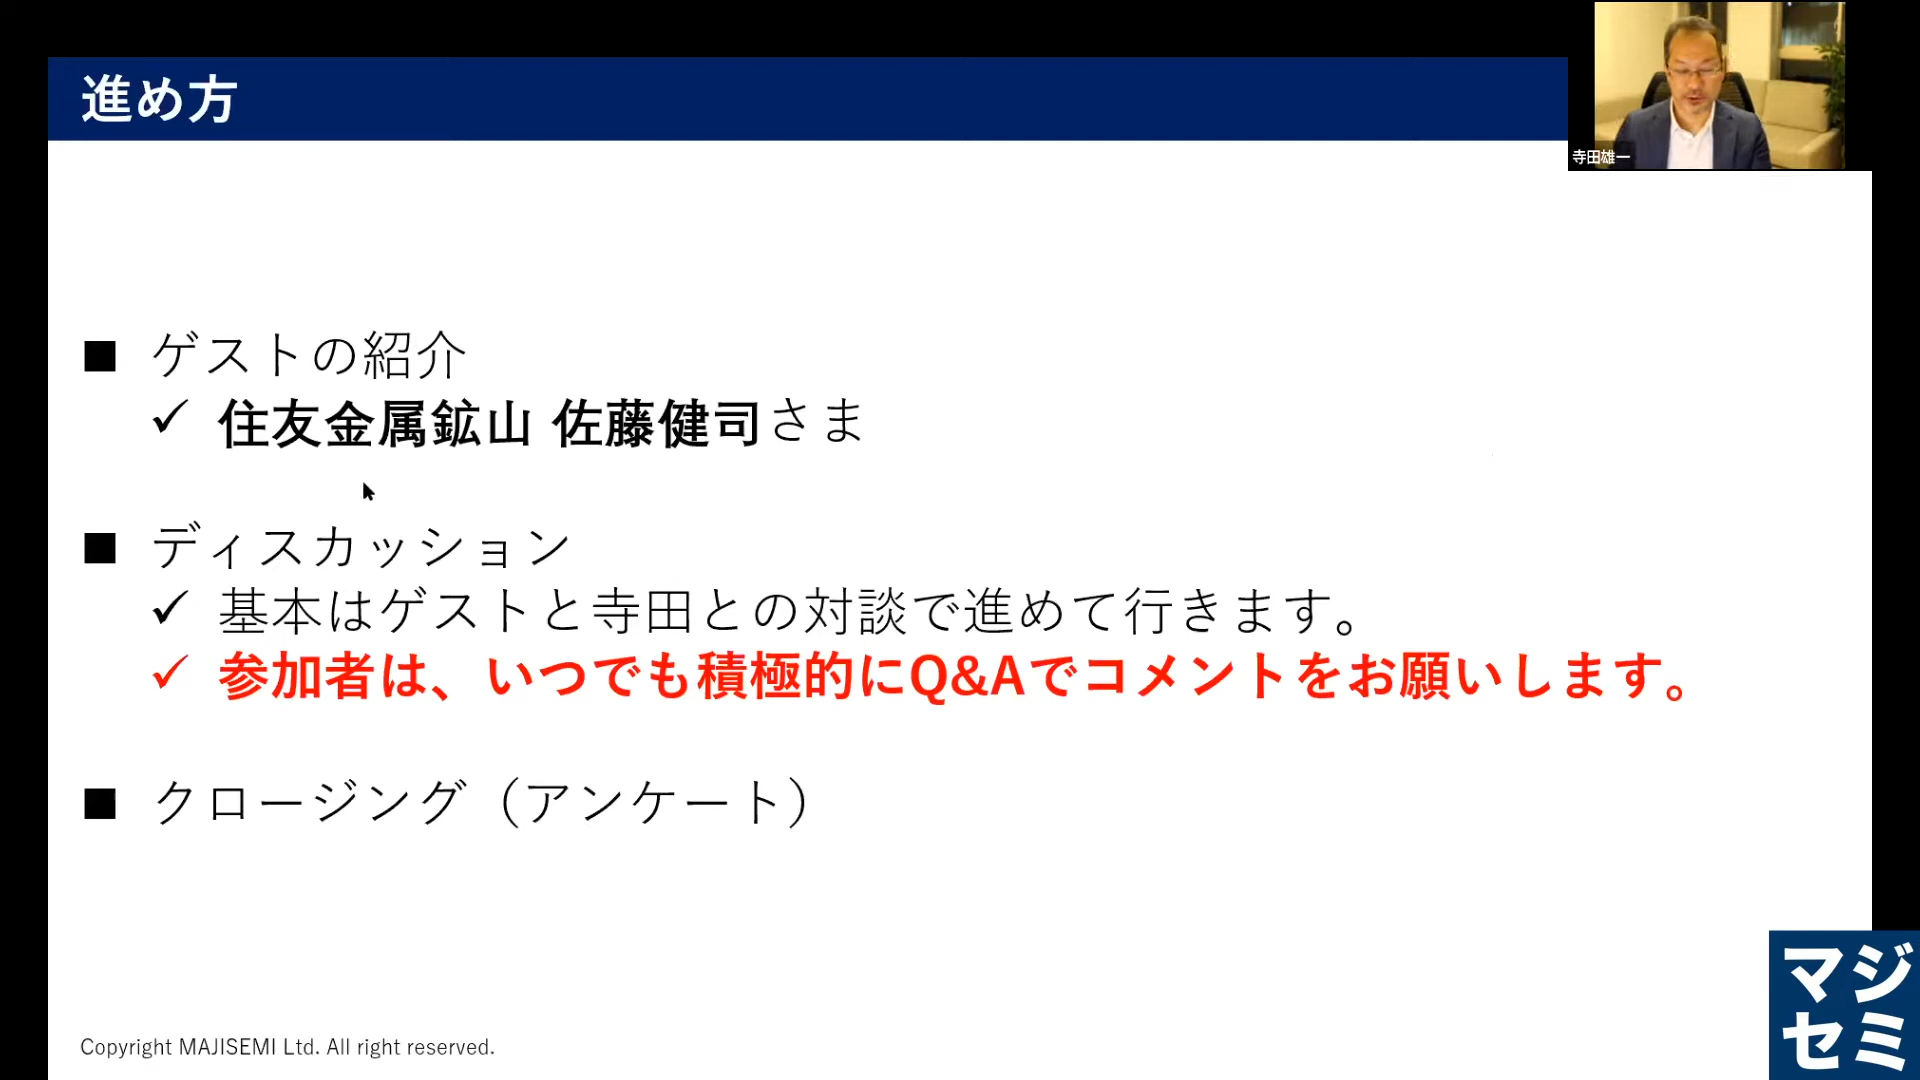 進め方
寺田雄一
■ ゲストの紹介
✓ 住友金属鉱山 佐藤健司さま
■ ディスカッション
✓ 基本はゲストと寺田との対談で進めて行きます。
✓ 参加者は、いつでも積極的にQ&Aでコメントをお願いします。
■ クロージング（アンケート）
Copyright MAJISEMI Ltd. All right reserved.
マジ
セミ